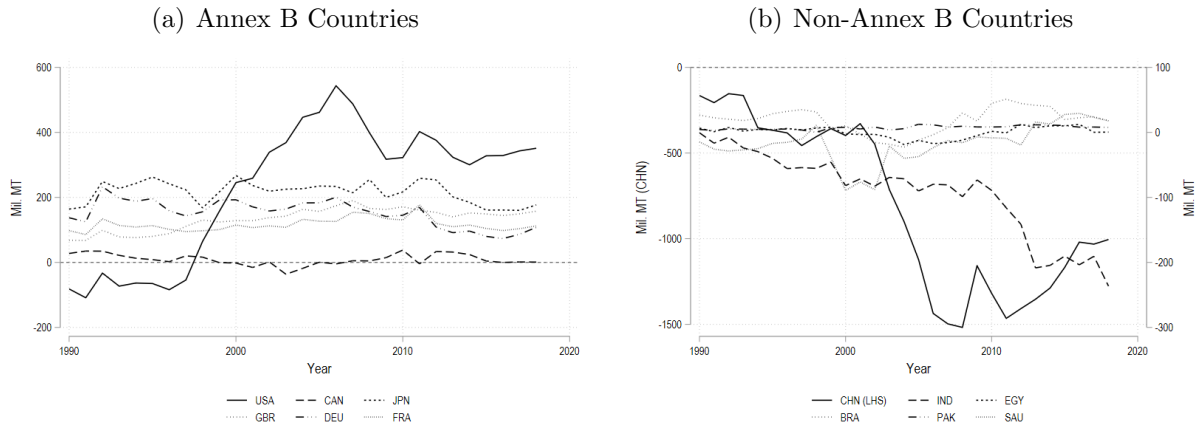 (a) Annex B Countries
600
400
200
0
-200
Mil. MT
1990
2000
2010
2020
Year
USA CAN JPN
GBR DEU FRA
(b) Non-Annex B Countries
0
-500
-1000
-1500
Mil. MT (CHN)
100
0
-100
-200
-300
Mil. MT
1990
2000
2010
2020
Year
CHN (LHS) IND EGY
BRA PAK SAU